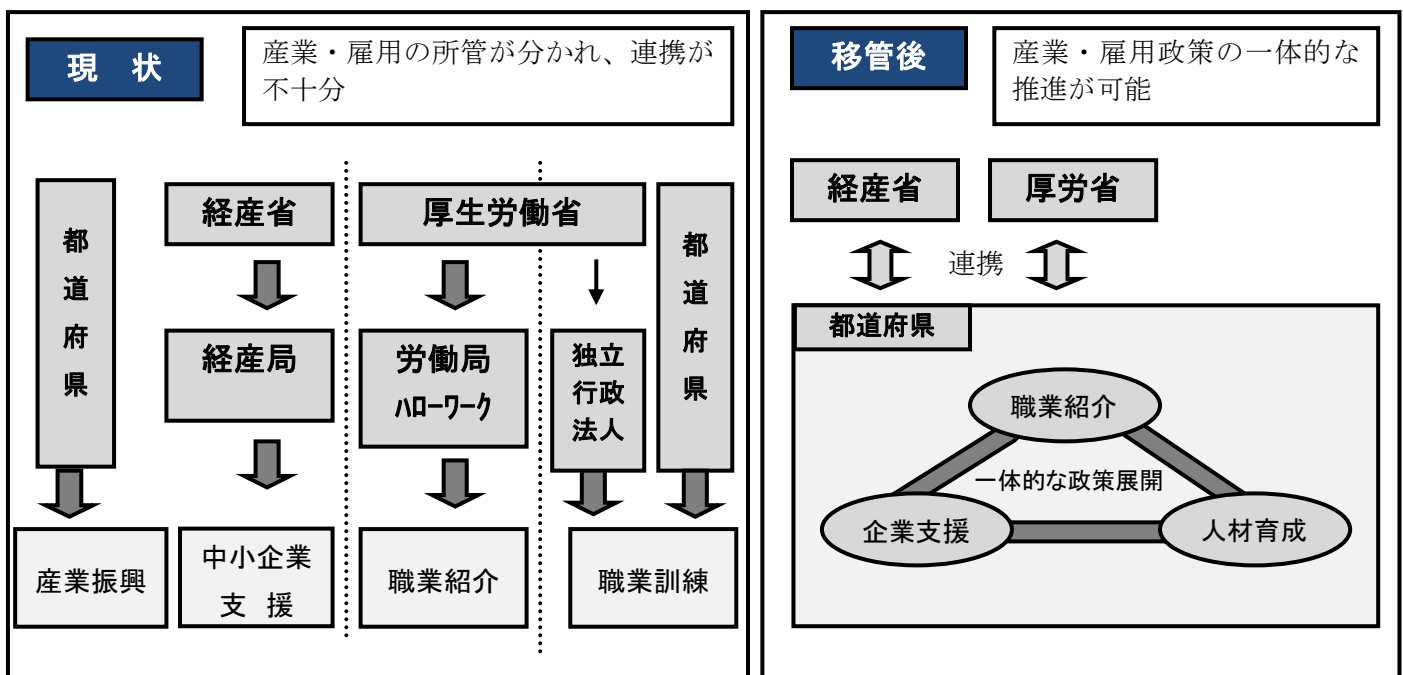 現　状
産業・雇用の所管が分かれ、連携が
不十分
都道府県
経産省
厚生労働省
都道府県
経産局
労働局
ﾊﾛｰﾜｰｸ
独立
行政
法人
産業振興
中小企業
支　援
職業紹介
職業訓練
移管後
産業・雇用政策の一体的な
推進が可能
経産省
厚労省
連携
都道府県
職業紹介
一体的な政策展開
企業支援
人材育成